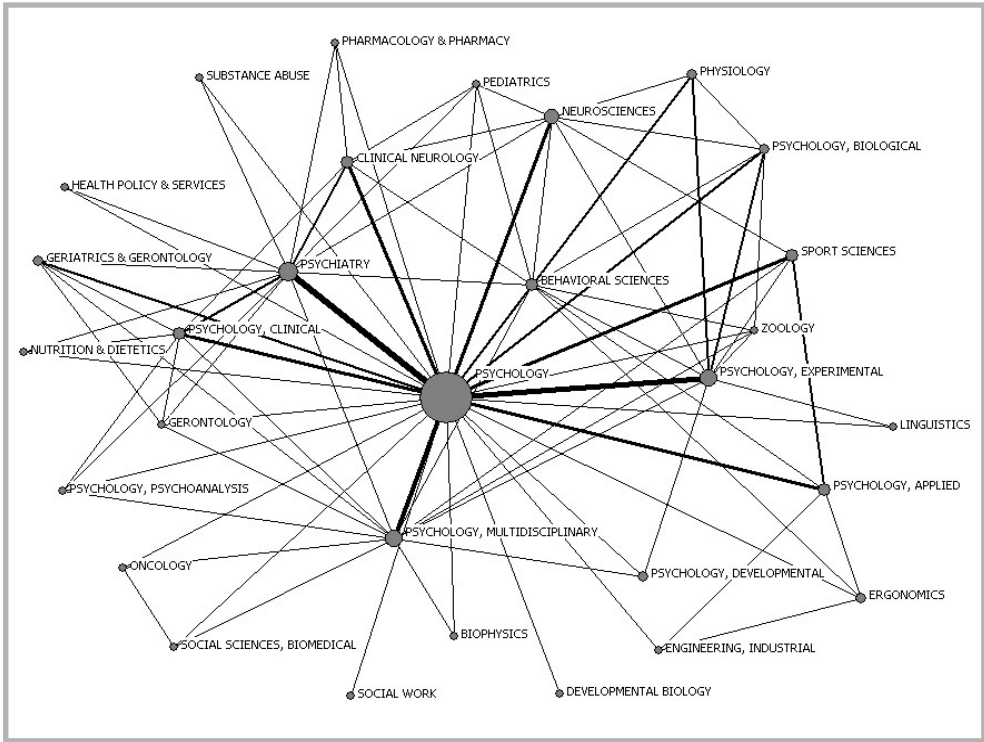 PHARMACOLOGY & PHARMACY
SUBSTANCE ABUSE
PHYSIOLOGY
PEDIATRICS
NEUROSCIENCES
PSYCHOLOGY, BIOLOGICAL
CLINICAL NEUROLOGY
HEALTH POLICY & SERVICES
SPORT SCIENCES
GERIATRICS & GERONTOLOGY
PSYCHIATRY
BEHAVIORAL SCIENCES
PSYCHOLOGY, CLINICAL
ZOOLOGY
NUTRITION & DIETETICS
PSYCHOLOGY
PSYCHOLOGY, EXPERIMENTAL
GERONTOLOGY
LINGUISTICS
PSYCHOLOGY, PSYCHOANALYSIS
PSYCHOLOGY, APPLIED
PSYCHOLOGY, MULTIDISCIPLINARY
ONCOLOGY
PSYCHOLOGY, DEVELOPMENTAL
ERGONOMICS
BIOPHYSICS
SOCIAL SCIENCES, BIOMEDICAL
ENGINEERING, INDUSTRIAL
SOCIAL WORK
DEVELOPMENTAL BIOLOGY